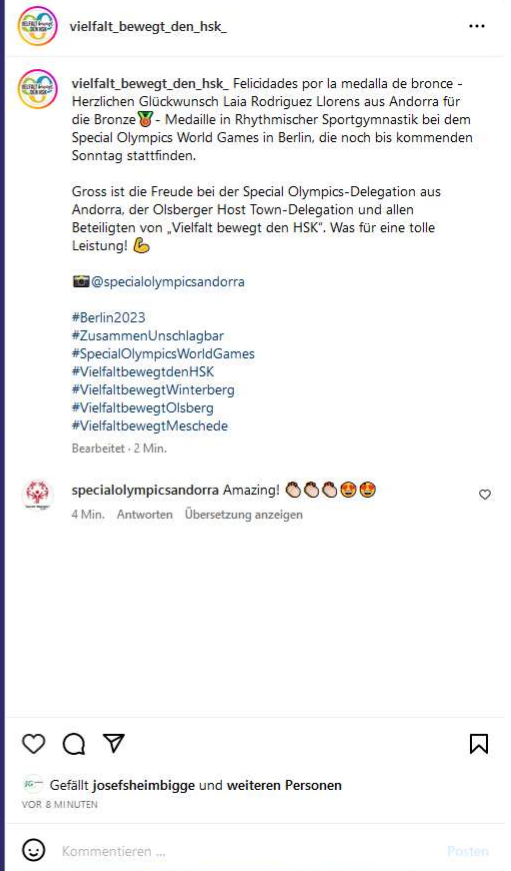 vielfalt_bewegt_den_hsk_
vielfalt_bewegt_den_hsk_ Felicidades por la medalla de bronce -
Herzlichen Glückwunsch Laia Rodriguez Llorens aus Andorra für
die Bronze🏅- Medaille in Rhythmischer Sportgymnastik bei dem
Special Olympics World Games in Berlin, die noch bis kommenden
Sonntag stattfinden.
Gross ist die Freude bei der Special Olympics-Delegation aus
Andorra, der Olsberger Host Town-Delegation und allen
Beteiligten von „Vielfalt bewegt den HSK“. Was für eine tolle
Leistung! 💪
📸@specialolympicsandorra
#Berlin2023
#ZusammenUnschlagbar
#SpecialOlympicsWorldGames
#VielfaltbewegtdenHSK
#VielfaltbewegtWinterberg
#VielfaltbewegtOlsberg
#VielfaltbewegtMeschede
Bearbeitet · 2 Min.
specialolympicsandorra Amazing! 👏👏👏😍😍
4 Min. Antworten Übersetzung anzeigen
Gefällt josefsheimbigge und weiteren Personen
VOR 8 MINUTEN
Kommentieren ...
Posten